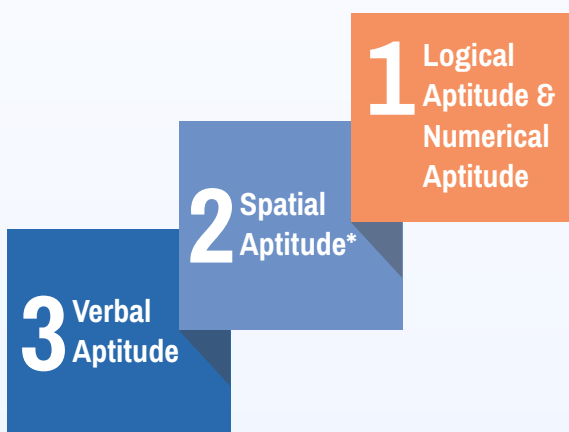 1 Logical
Aptitude &
Numerical
Aptitude
2 Spatial
Aptitude*
3 Verbal
Aptitude